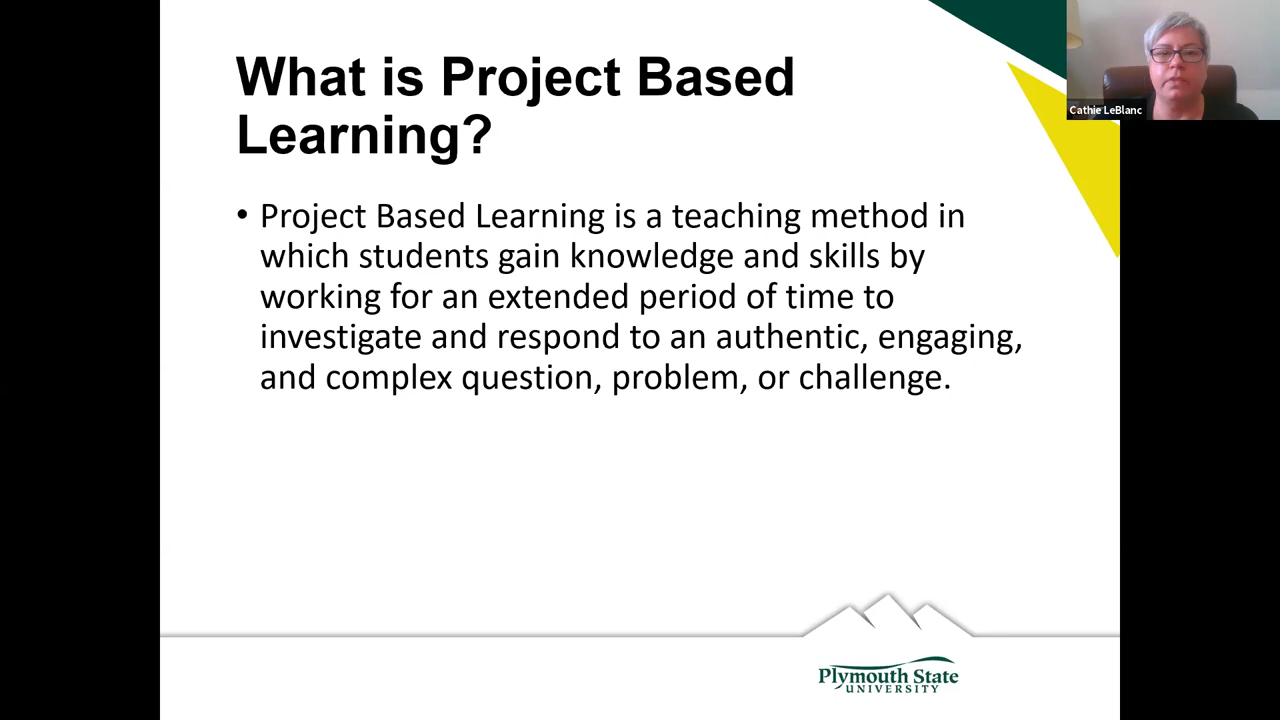 What is Project Based
Learning?
• Project Based Learning is a teaching method in
which students gain knowledge and skills by
working for an extended period of time to
investigate and respond to an authentic, engaging,
and complex question, problem, or challenge.
Cathie LeBlanc
Plymouth State
UNIVERSITY